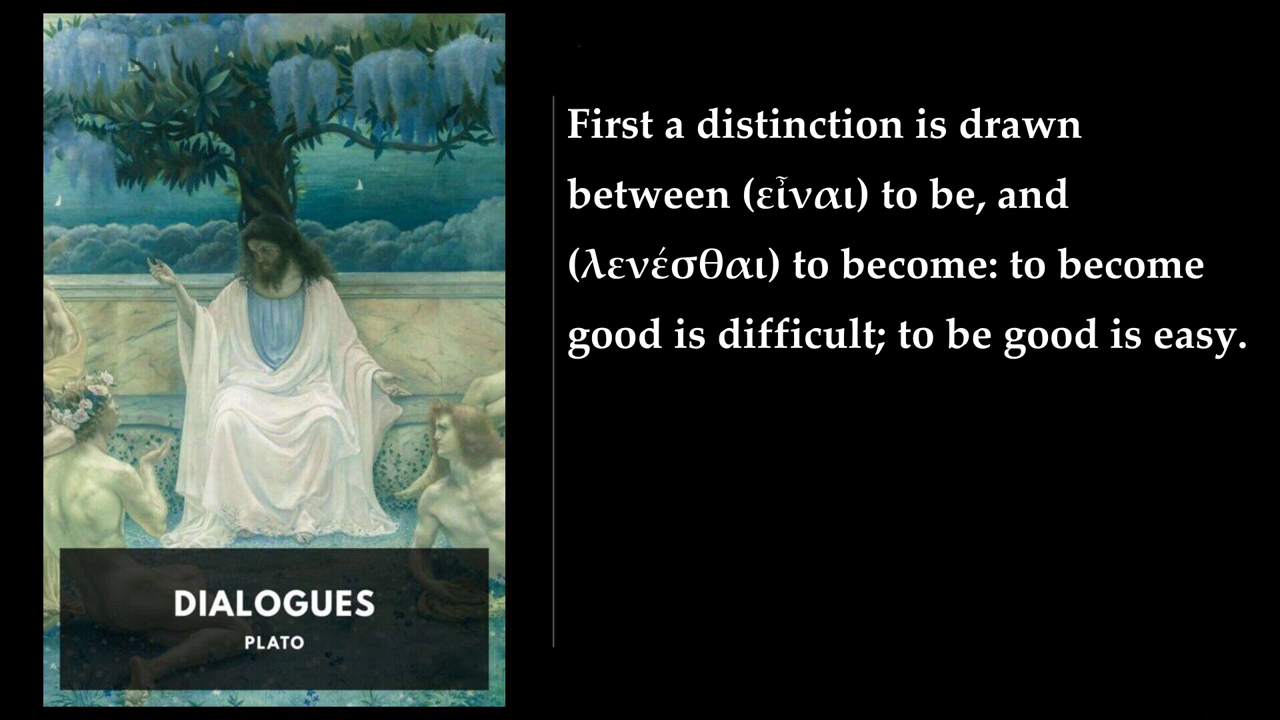 DIALOGUES
PLATO
First a distinction is drawn
between (εἶναι) to be, and
(λενέσθαι) to become: to become
good is difficult; to be good is easy.